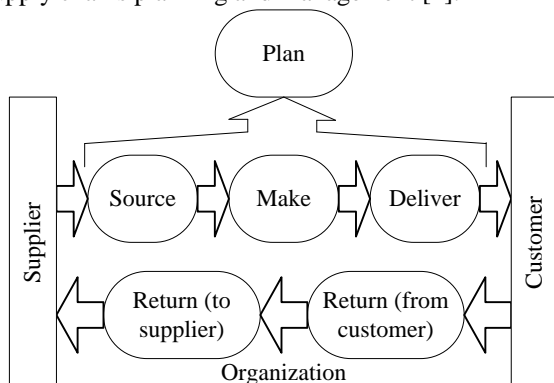 Plan
Supplier
Source
Make
Deliver
Customer
Return (to
supplier)
Return (from
customer)
Organization